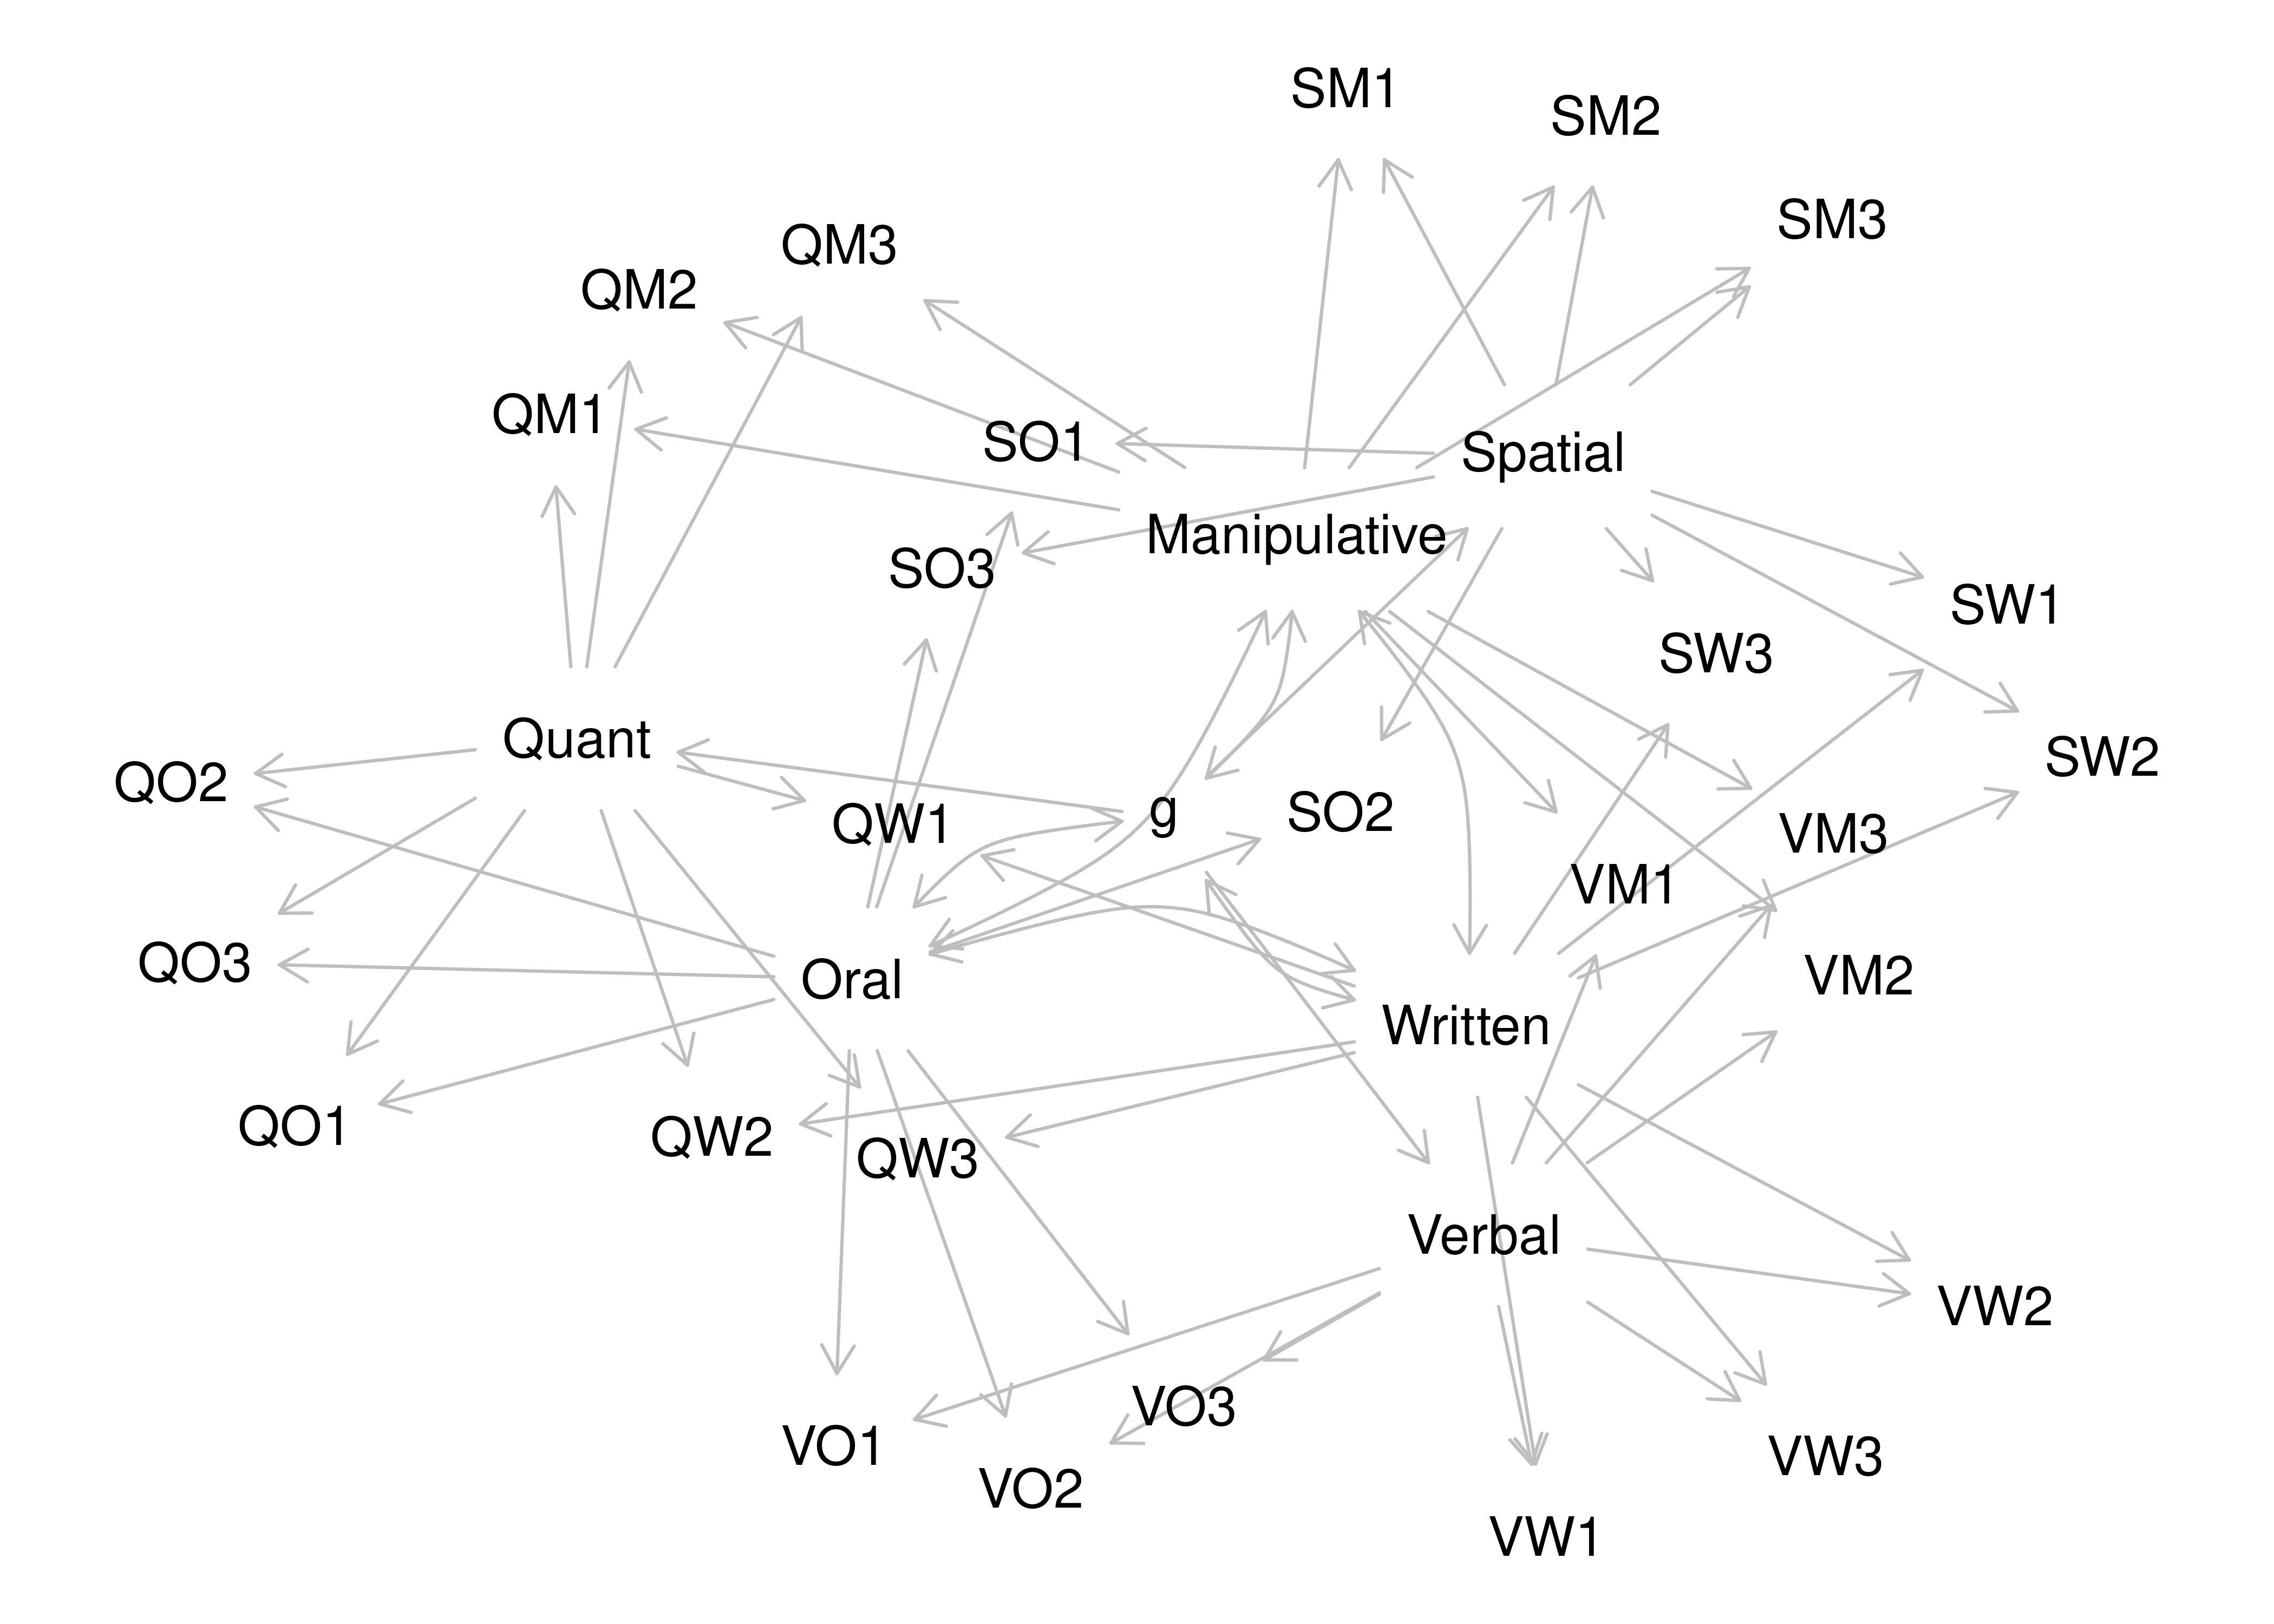 SM1
SM2
SM3
QM3
QM2
QM1
SO1
Spatial
Manipulative
SO3
SW1
SW3
Quant
SW2
QO2
QW1
g
SO2
VM3
VM1
QO3
Oral
VM2
Written
QO1
QW2
QW3
Verbal
VW2
VO3
VO1
VW3
VO2
VW1